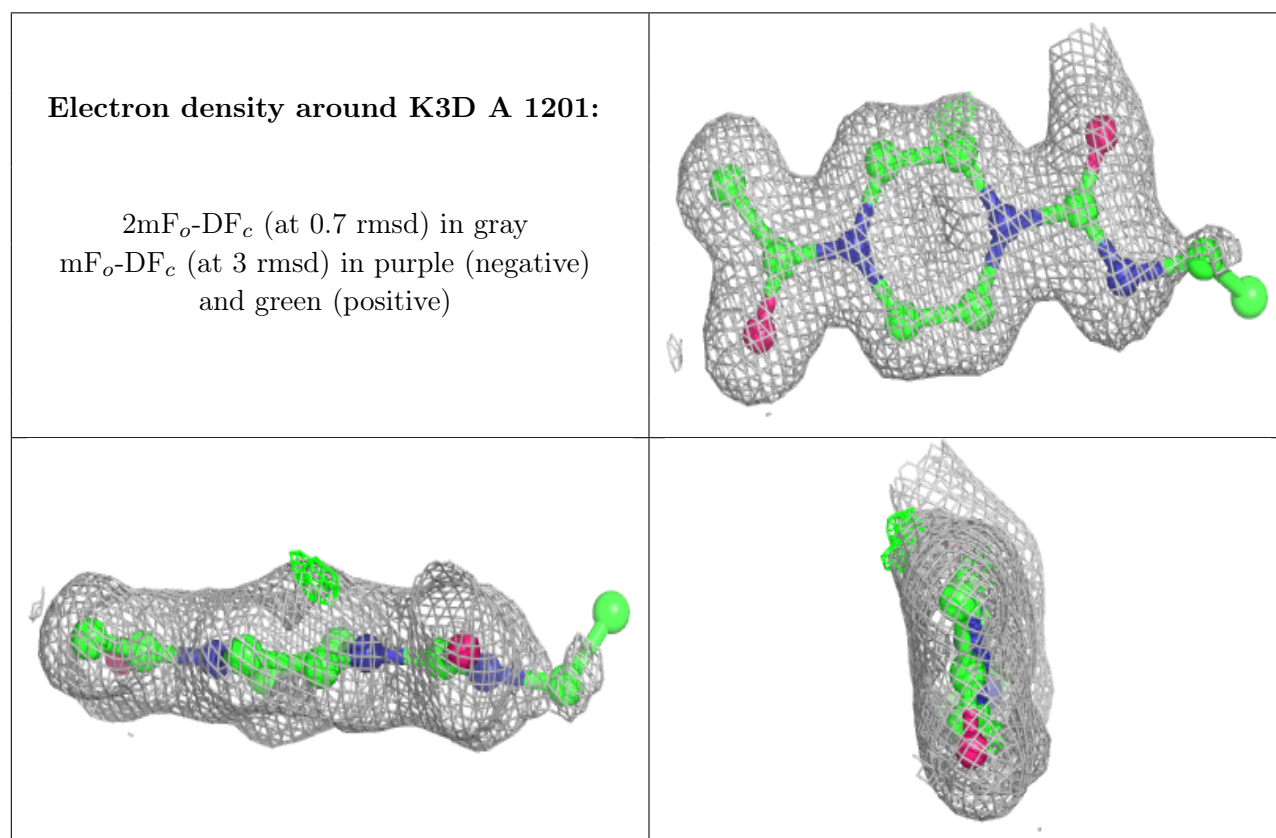 Electron density around K3D A 1201:
2mFo-DFc (at 0.7 rmsd) in gray
mFo-DFc (at 3 rmsd) in purple (negative)
and green (positive)